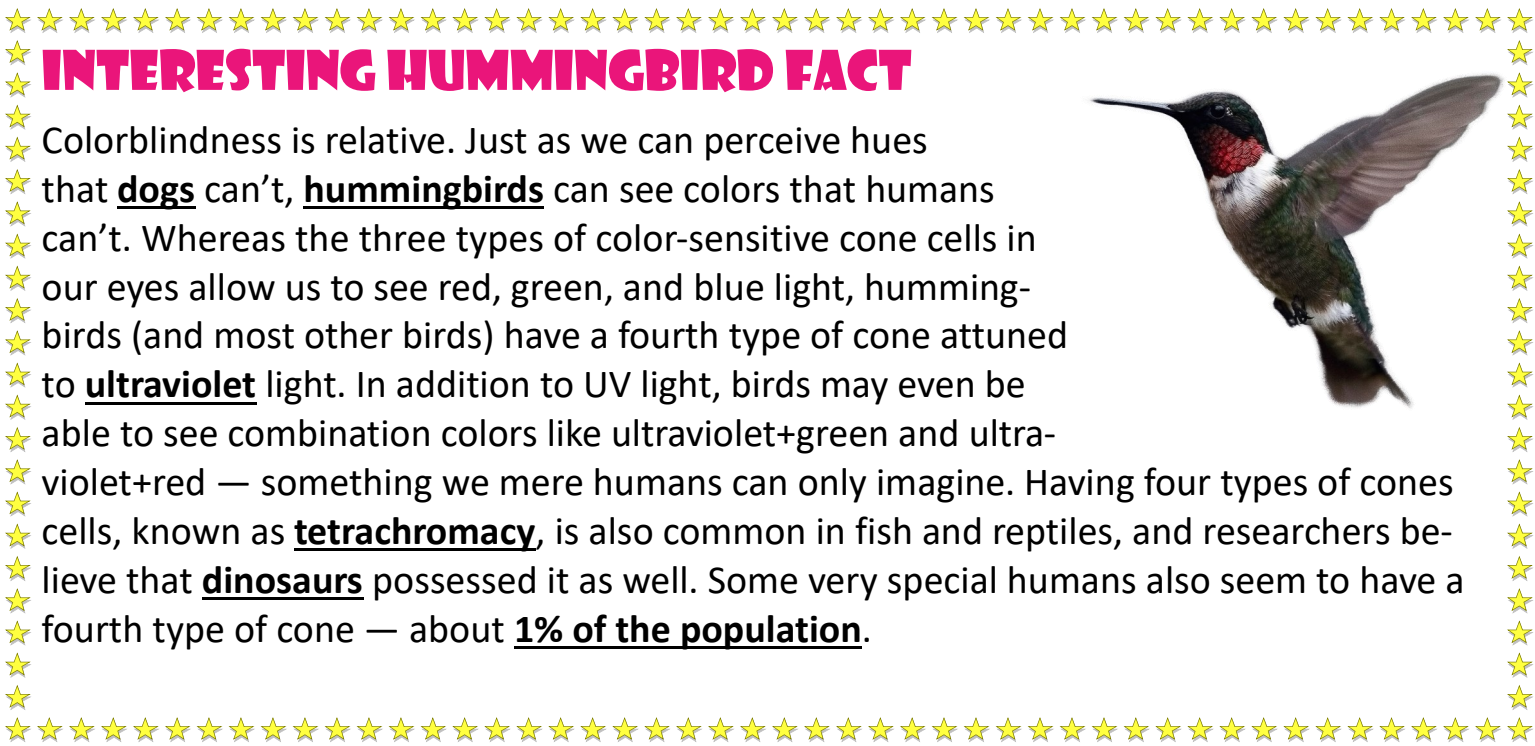 INTERESTING HUMMINGBIRD FACT
Colorblindness is relative. Just as we can perceive hues
that dogs can’t, hummingbirds can see colors that humans
can’t. Whereas the three types of color-sensitive cone cells in
our eyes allow us to see red, green, and blue light, humming-
birds (and most other birds) have a fourth type of cone attuned
to ultraviolet light. In addition to UV light, birds may even be
able to see combination colors like ultraviolet+green and ultra-
violet+red — something we mere humans can only imagine. Having four types of cones
cells, known as tetrachromacy, is also common in fish and reptiles, and researchers be-
lieve that dinosaurs possessed it as well. Some very special humans also seem to have a
fourth type of cone — about 1% of the population.